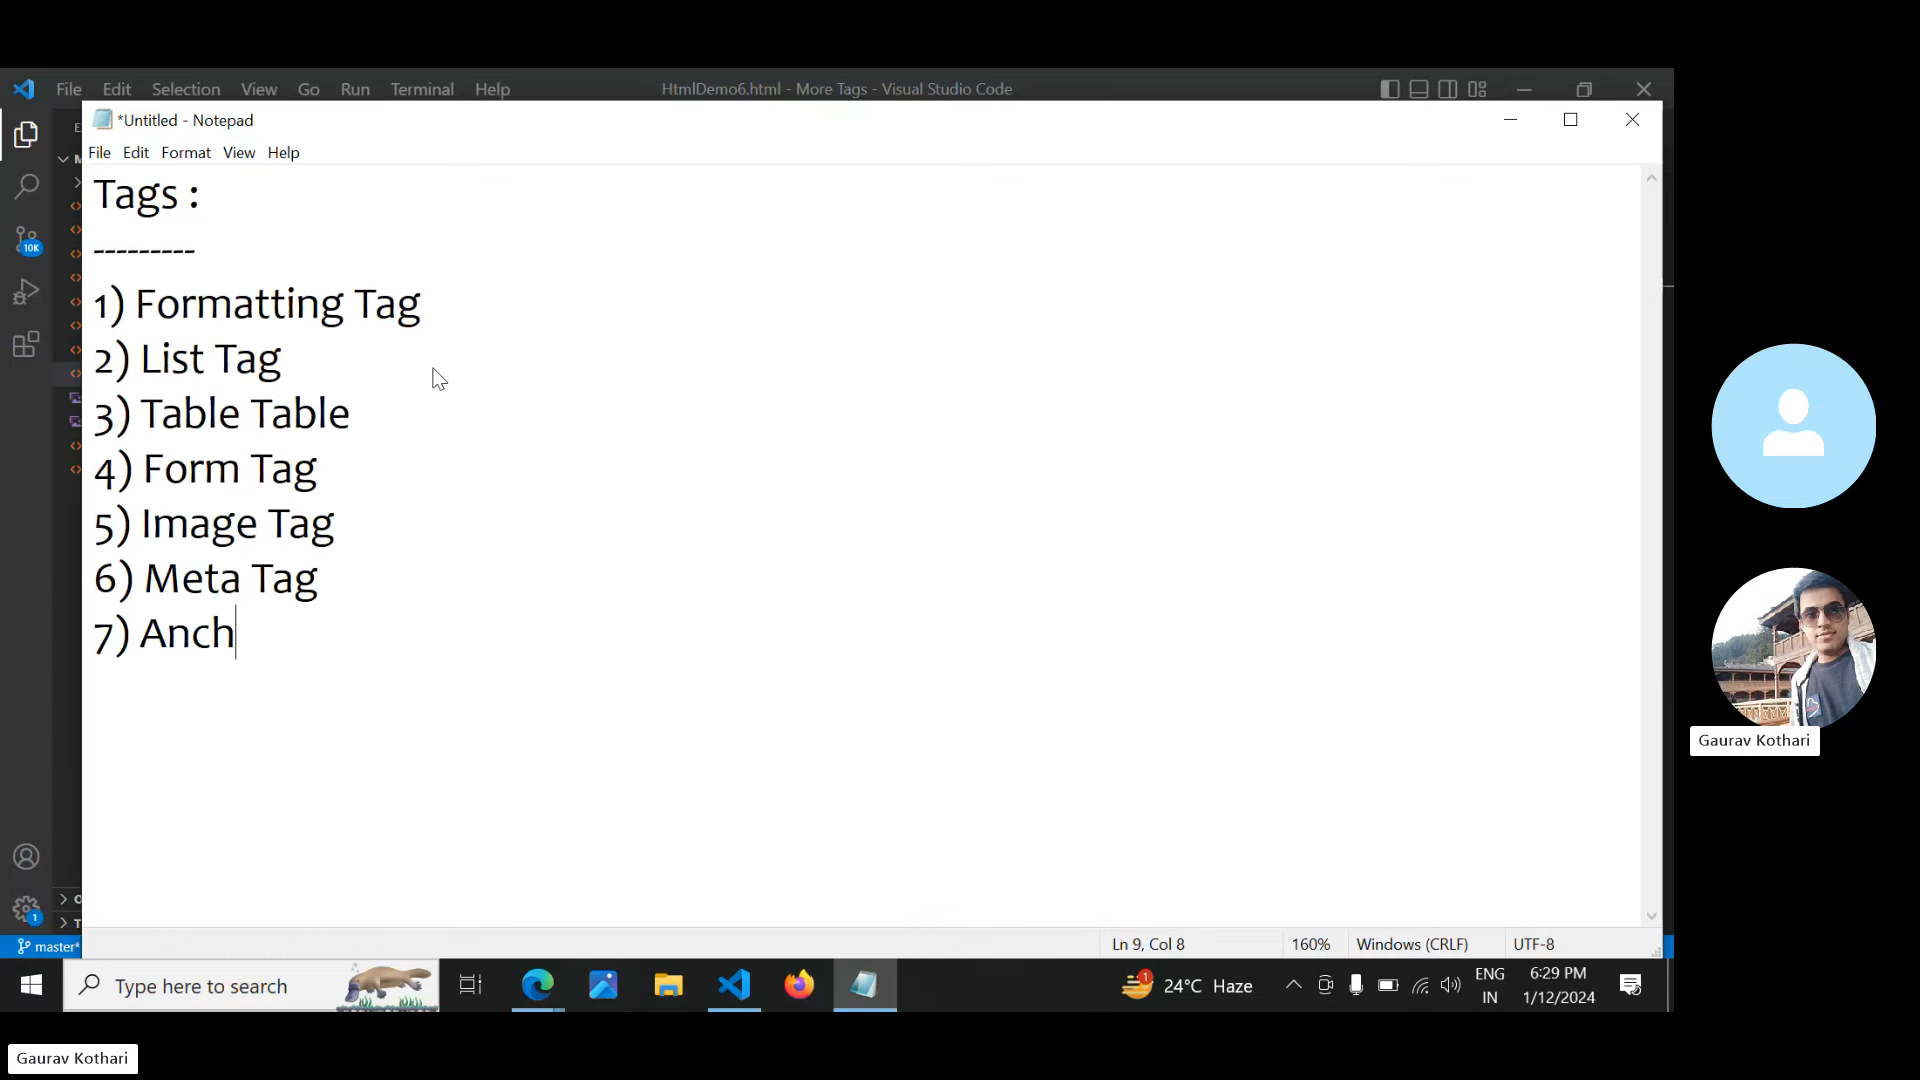 File Edit Selection View Go Run Terminal Help HtmlDemo6.html - More Tags - Visual Studio Code
*Untitled - Notepad
File Edit Format View Help
Tags :
---------
1) Formatting Tag
2) List Tag
3) Table Table
4) Form Tag
5) Image Tag
6) Meta Tag
7) Anch
10K
1
master*
Ln 9, Col 8 160% Windows (CRLF) UTF-8
Type here to search
1
24°C Haze
ENG
IN
6:29 PM
1/12/2024
Gaurav Kothari
Gaurav Kothari